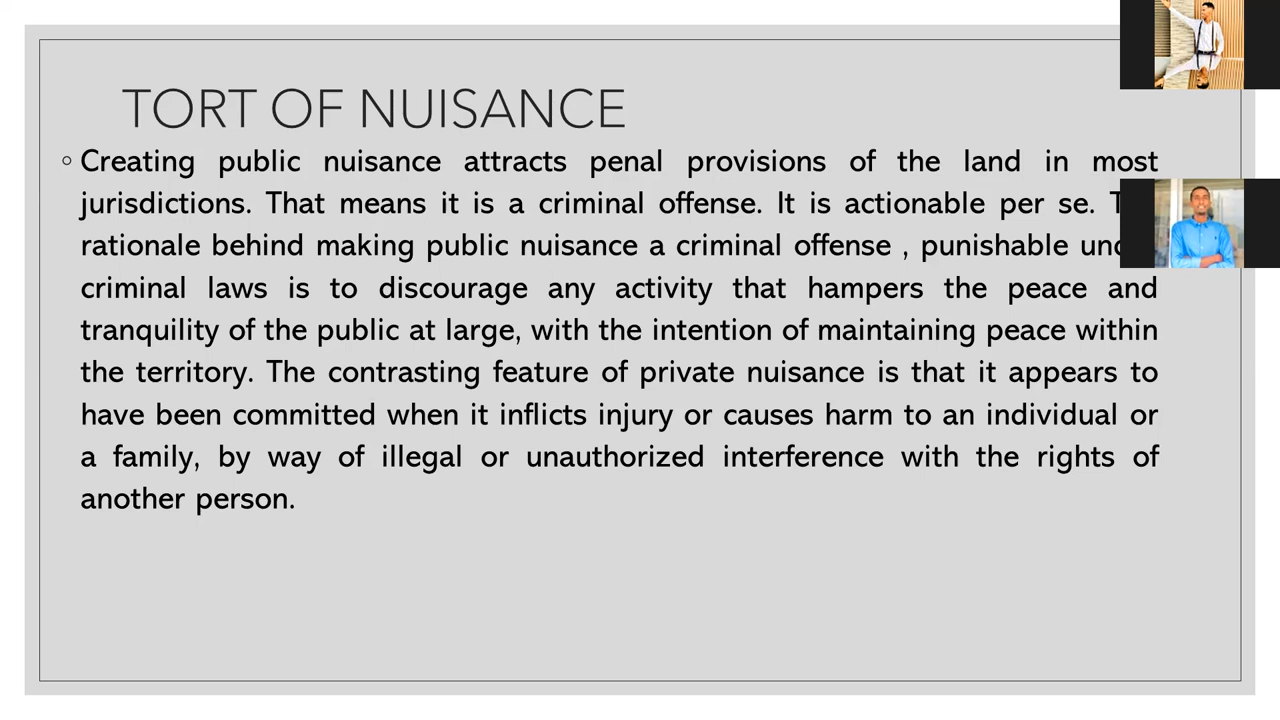 TORT OF NUISANCE
◦ Creating public nuisance attracts penal provisions of the land in most
jurisdictions. That means it is a criminal offense. It is actionable per se.
rationale behind making public nuisance a criminal offense , punishable
criminal laws is to discourage any activity that hampers the peace and
tranquility of the public at large, with the intention of maintaining peace within
the territory. The contrasting feature of private nuisance is that it appears to
have been committed when it inflicts injury or causes harm to an individual or
a family, by way of illegal or unauthorized interference with the rights of
another person.